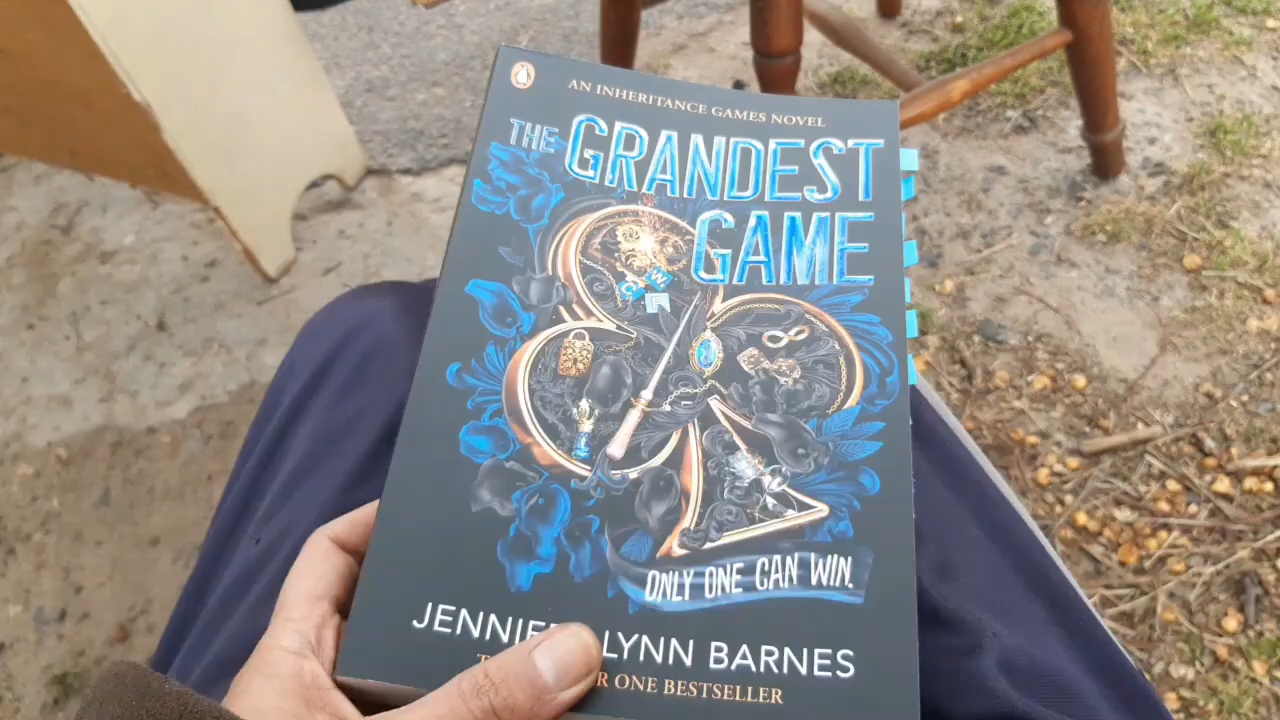 AN INHERITANCE GAMES NOVEL
THE GRANDEST
GAME
ONLY ONE CAN WIN.
LYNN BARNES
ONE BESTSELLER